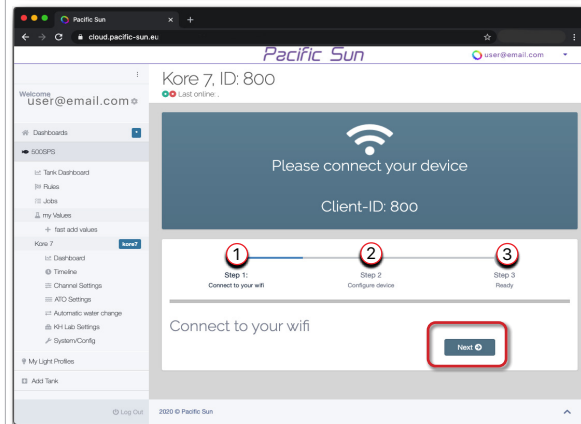 Pacific Sun
cloud.pacific-sun.eu
Pacific Sun
user@email.com
Welcome
user@email.com
Dashboards
500SPS
Tank Dashboard
Rules
Jobs
my Values
fast add values
Kore 7
kore7
Dashboard
Timeline
Channel Settings
ATO Settings
Automatic water change
KH Lab Settings
System/Config
My Light Profiles
Add Tank
Log Out
Kore 7, ID: 800
Last online: .
Please connect your device
Client-ID: 800
1
2
3
Step 1:
Step 2
Step 3
Connect to your wifi
Configure device
Ready
Connect to your wifi
Next
2020 © Pacific Sun